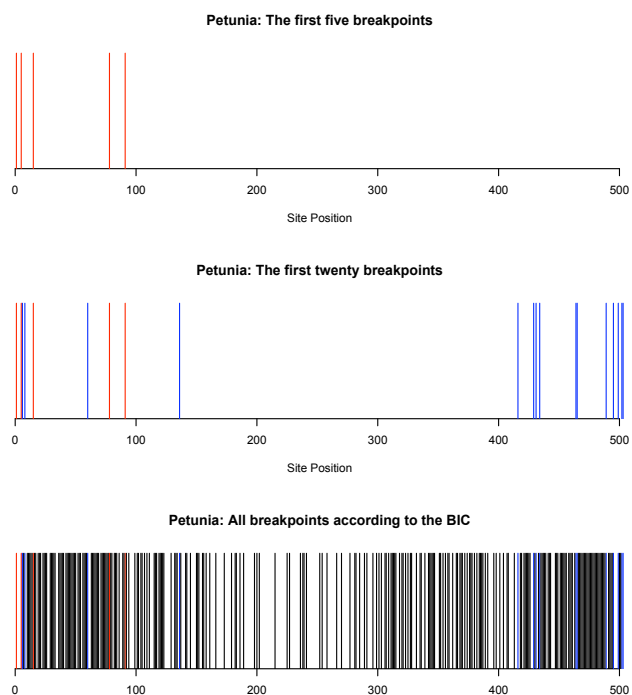 Petunia: The first five breakpoints
0 100 200 300 400 500
Site Position
Petunia: The first twenty breakpoints
0 100 200 300 400 500
Site Position
Petunia: All breakpoints according to the BIC
0 100 200 300 400 500